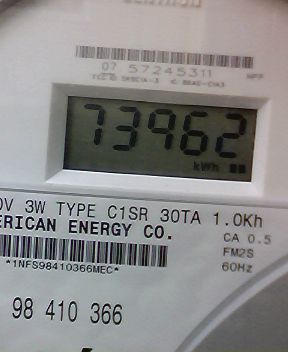 07 57245311
73962
kWh
0V 3W TYPE C1SR 30TA 1.0Kh
ERICAN ENERGY CO.
CA 0.5
FM2S
60Hz
*1NFS98410366MEC*
98 410 366